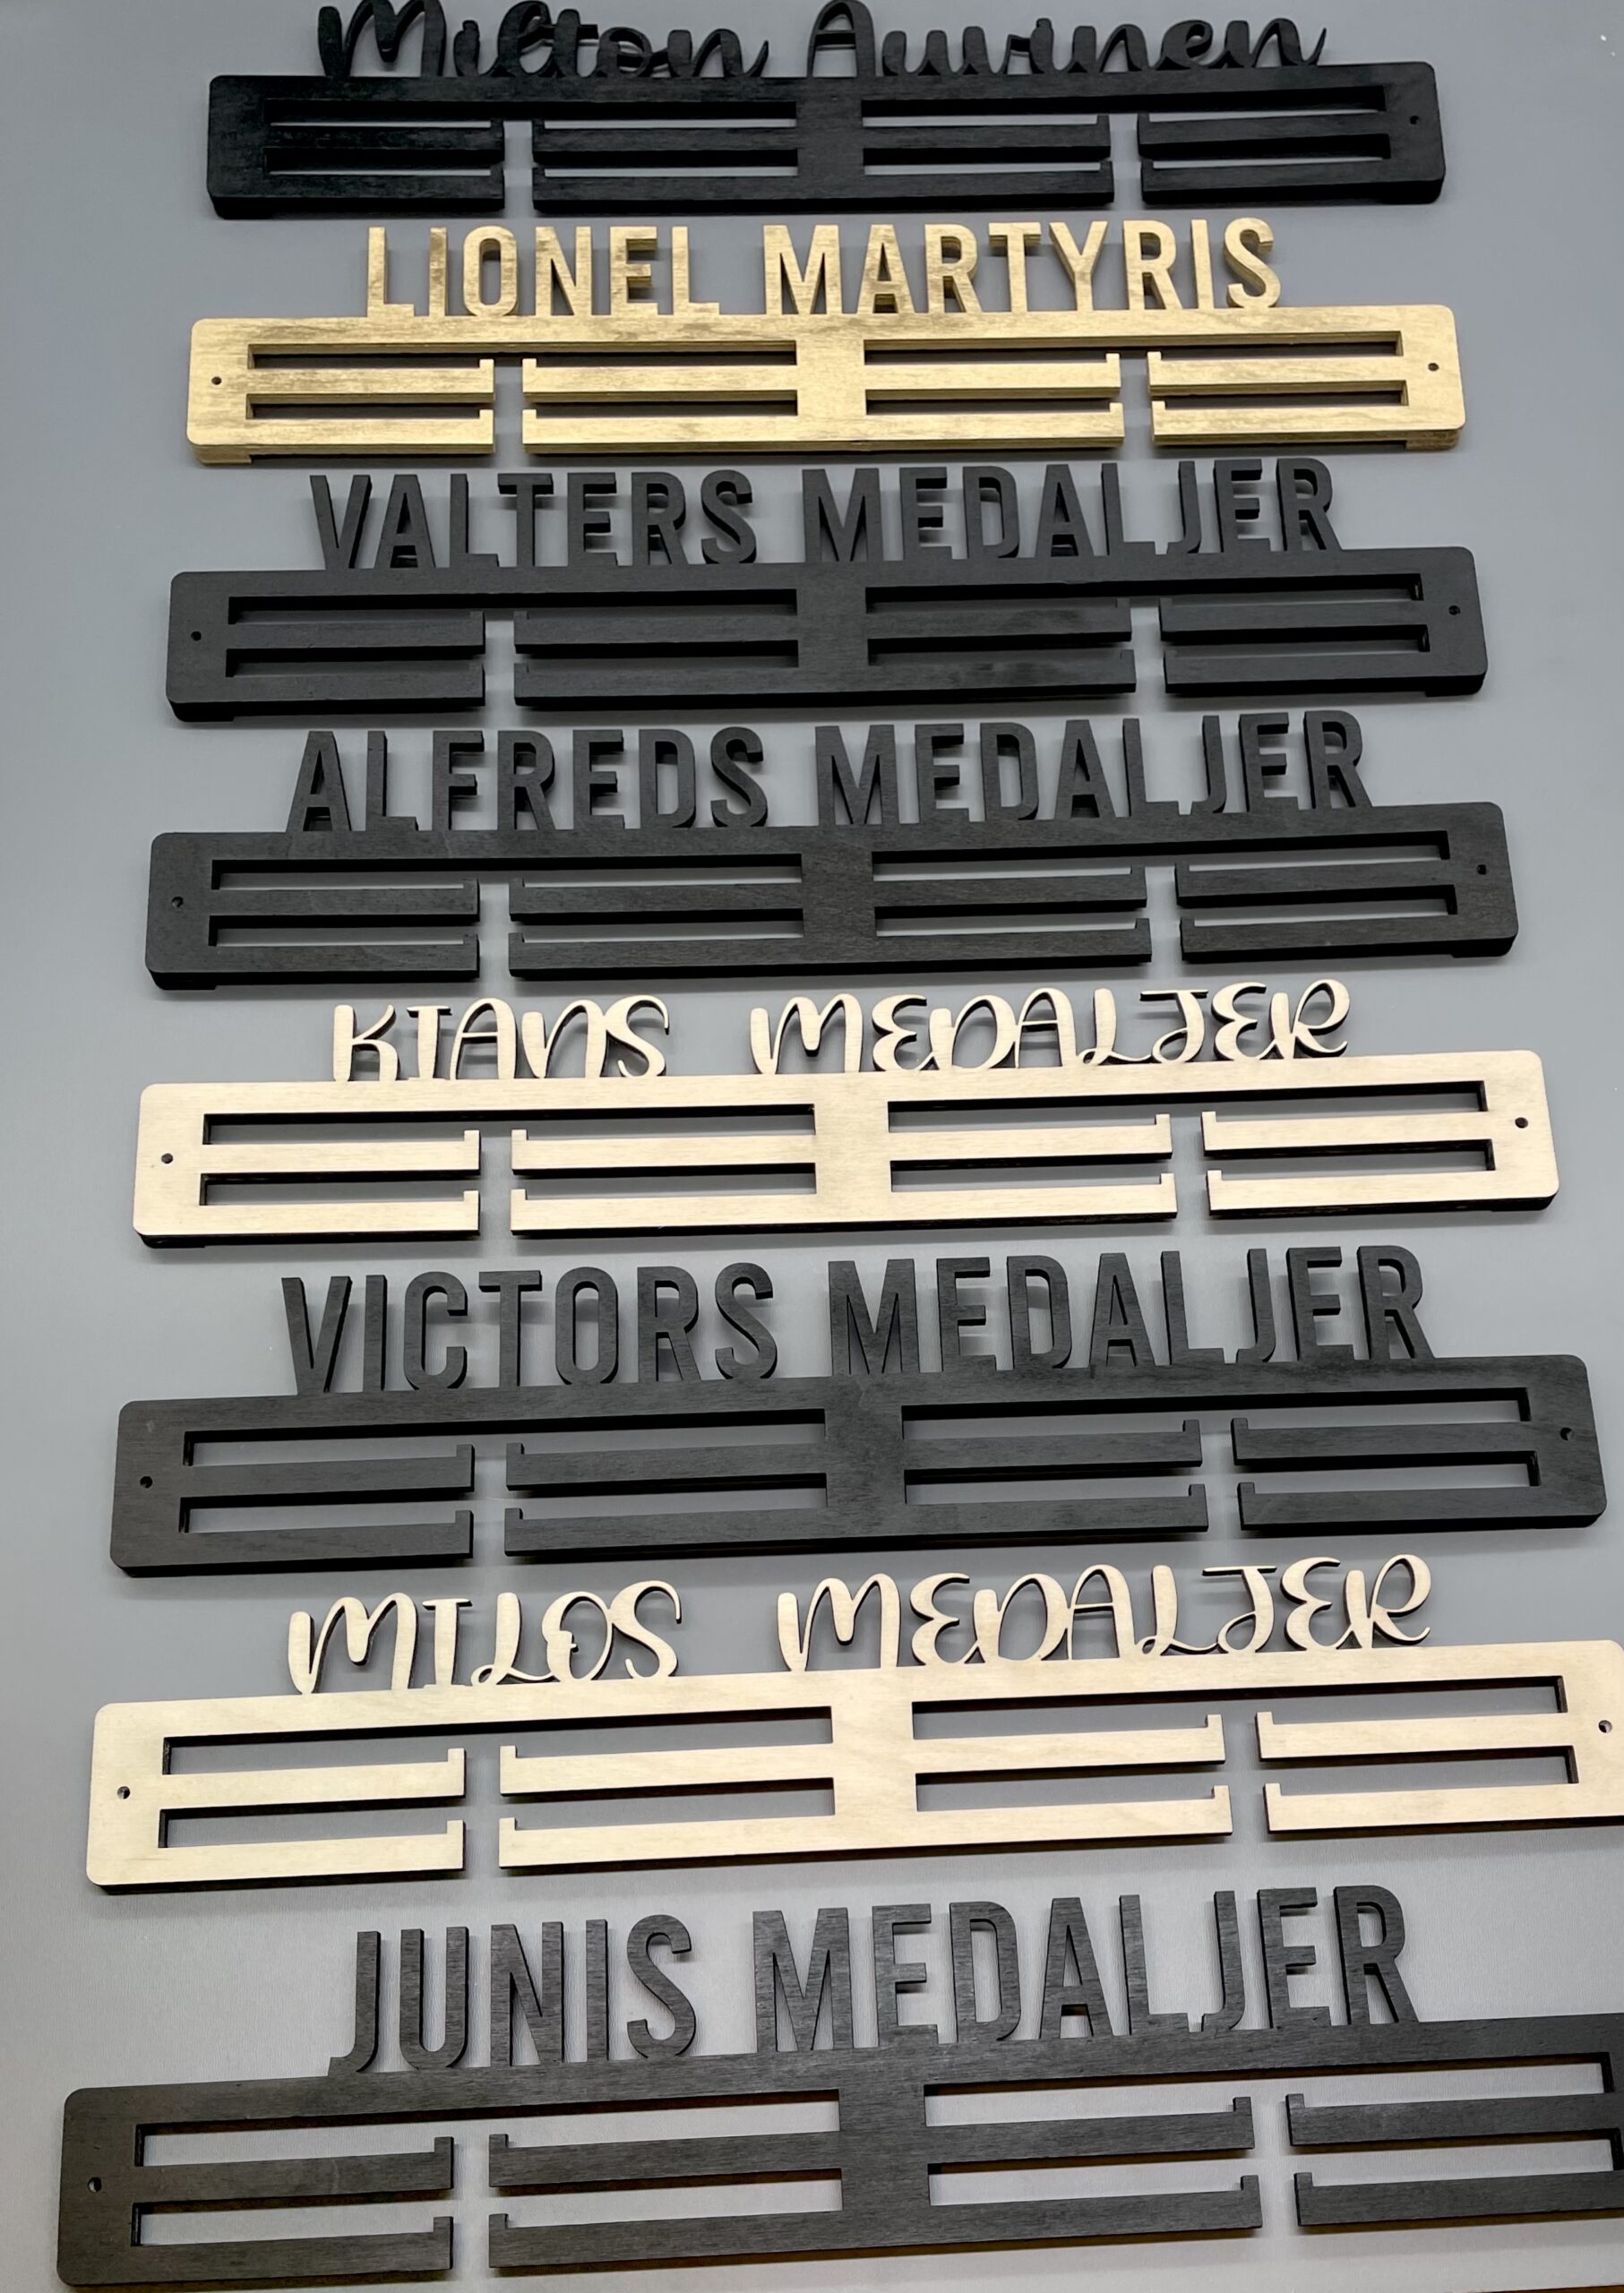 Milton Auvinen
LIONEL MARTYRIS
VALTERS MEDALJER
ALFREDS MEDALJER
KIANS MEDALJER
VICTORS MEDALJER
MILOS MEDALJER
JUNIS MEDALJER